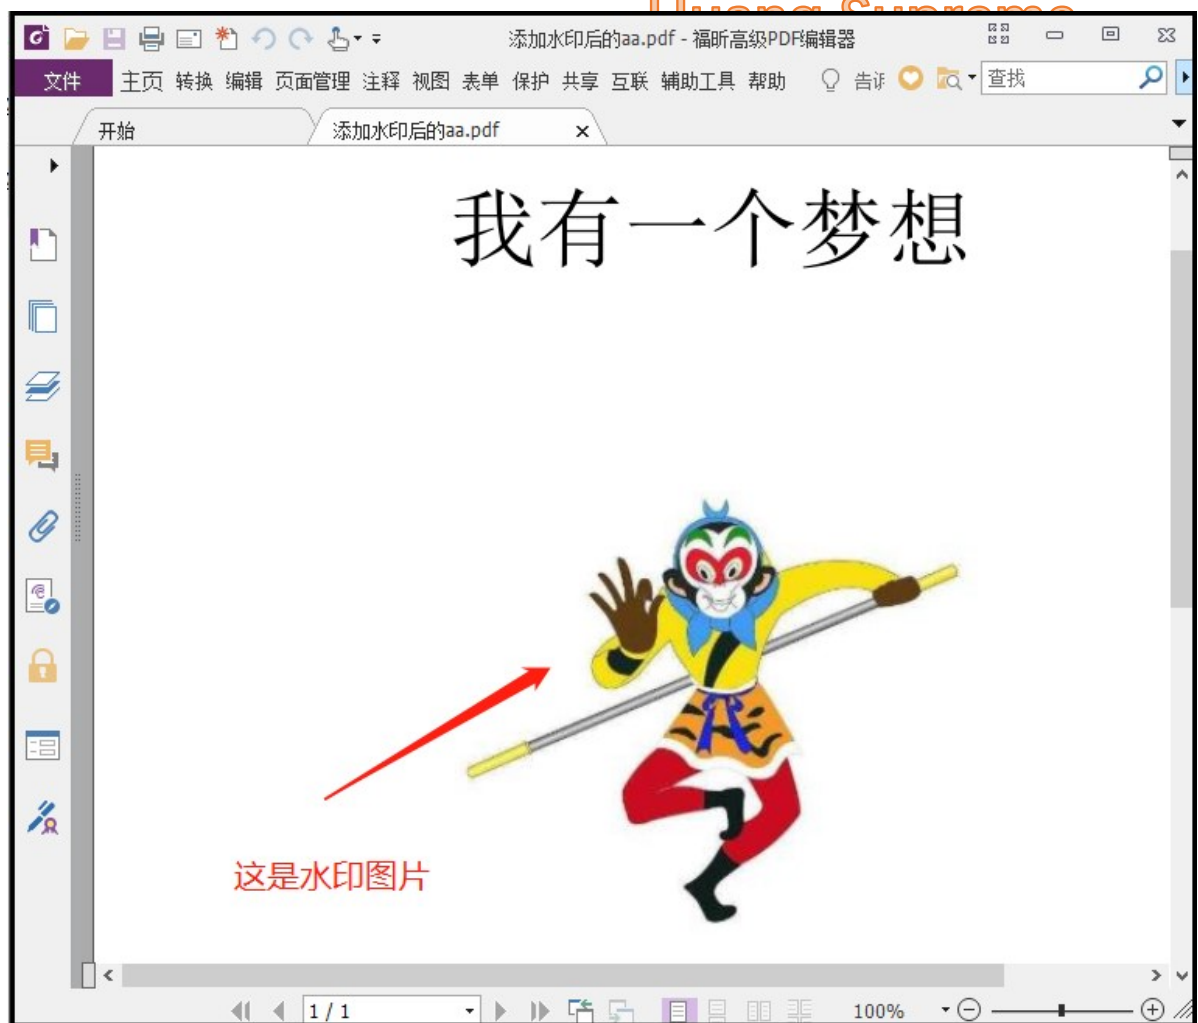 Huang Supreme
添加水印后的aa.pdf - 福昕高级PDF编辑器
文件 主页 转换 编辑 页面管理 注释 视图 表单 保护 共享 互联 辅助工具 帮助 告 查找
开始 添加水印后的aa.pdf
我有一个梦想
这是水印图片
1 / 1 100%